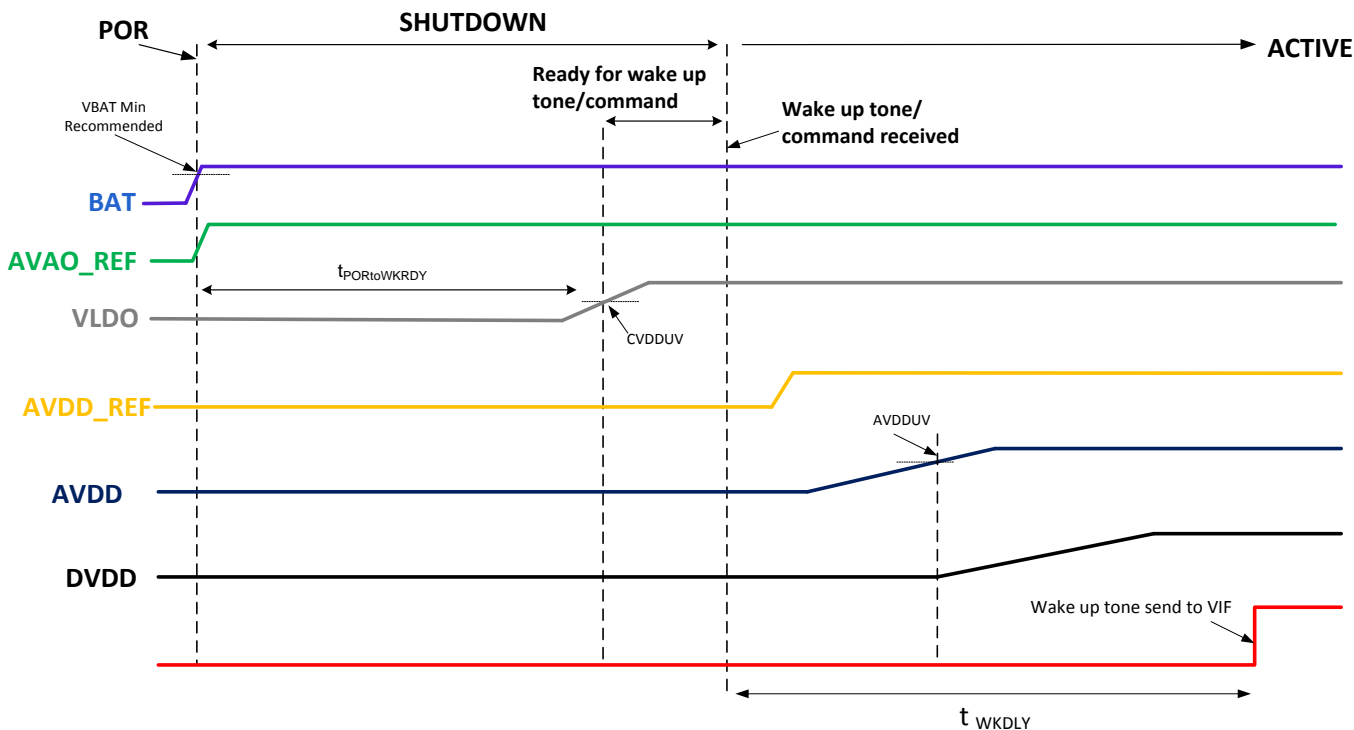 POR
SHUTDOWN
ACTIVE
Ready for wake up
tone/command
VBAT Min
Recommended
Wake up tone/
command received
BAT
AVAO_REF
tPORtoWKRDY
VLDO
CVDDUV
AVDD_REF
AVDDUV
AVDD
DVDD
Wake up tone send to VIF
t WKDLY